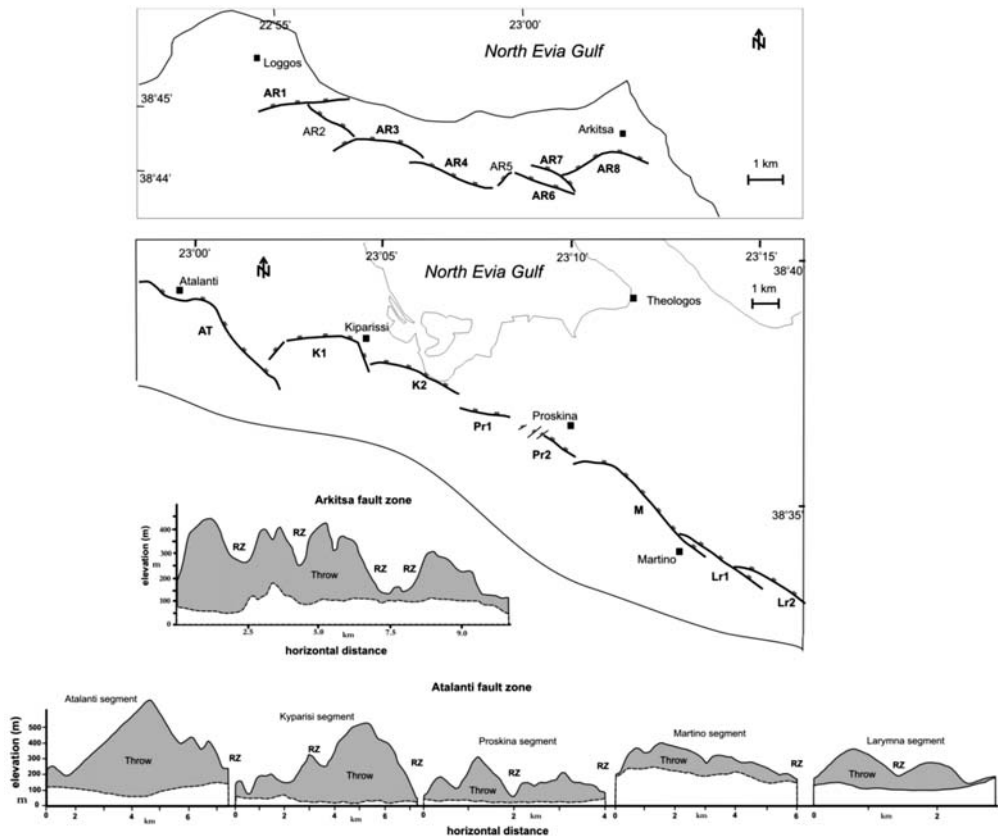 22°55' 23°00'
North Evia Gulf
N
Loggos
38°45'
AR1
AR2 AR3
Arkitsa
AR4 AR5 AR7
AR8
38°44'
AR6
1 km
23°00' 23°05' 23°10' 23°15'
38°40'
N
North Evia Gulf
Atalanti
1 km
Theologos
AT
Kiparissi
K1
K2
Proskina
Pr1
Pr2
M
38°35'
Martino
Lr1
Lr2
Arkitsa fault zone
elevation (m)
400
300
m
200
100
0
RZ RZ RZ RZ
Throw
2.5 5.0 7.5 9.0
km
horizontal distance
Atalanti fault zone
elevation (m)
500
400
300
200
100
m 0
Atalanti segment
Throw
RZ
0 2 4 6
km
Kyparisi segment
RZ
Throw
RZ
0 2 4 6
km
Proskina segment
RZ
Throw
RZ
0 2 4
km
Martino segment
Throw
RZ
0 2 4 6
km
Larymna segment
Throw
RZ
0 2
km
horizontal distance